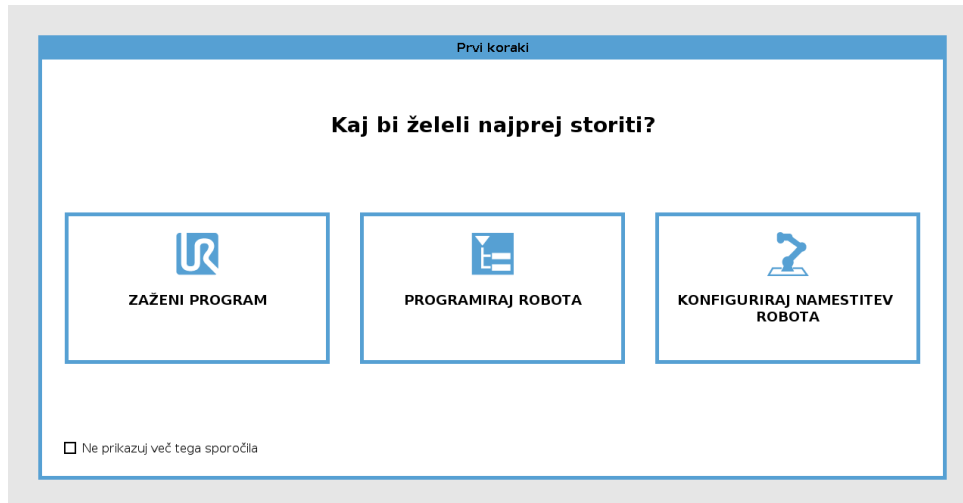 Prvi koraki
Kaj bi želeli najprej storiti?
ZAŽENI PROGRAM
PROGRAMIRAJ ROBOTA
KONFIGURIRAJ NAMESTITEV
ROBOTA
Ne prikazuj več tega sporočila